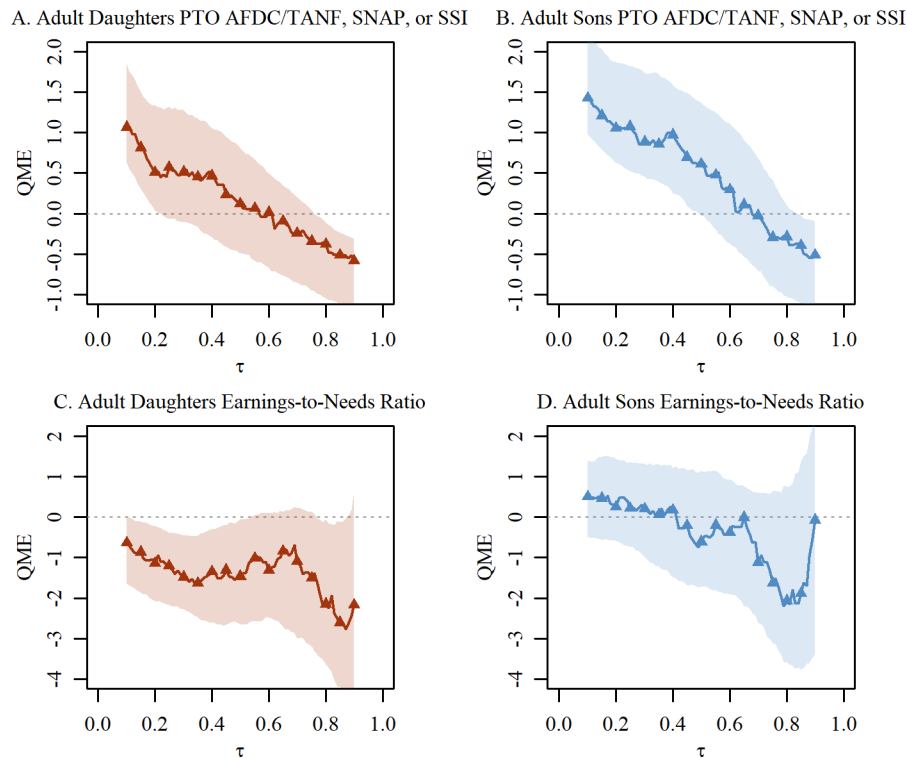 A. Adult Daughters PTO AFDC/TANF, SNAP, or SSI
B. Adult Sons PTO AFDC/TANF, SNAP, or SSI
QME
2.0
1.5
1.0
0.5
0.0
-0.5
-1.0
0.0 0.2 0.4 0.6 0.8 1.0
τ
QME
2.0
1.5
1.0
0.5
0.0
-0.5
-1.0
0.0 0.2 0.4 0.6 0.8 1.0
τ
C. Adult Daughters Earnings-to-Needs Ratio
D. Adult Sons Earnings-to-Needs Ratio
QME
2
1
0
-1
-2
-3
-4
0.0 0.2 0.4 0.6 0.8 1.0
τ
QME
2
1
0
-1
-2
-3
-4
0.0 0.2 0.4 0.6 0.8 1.0
τ